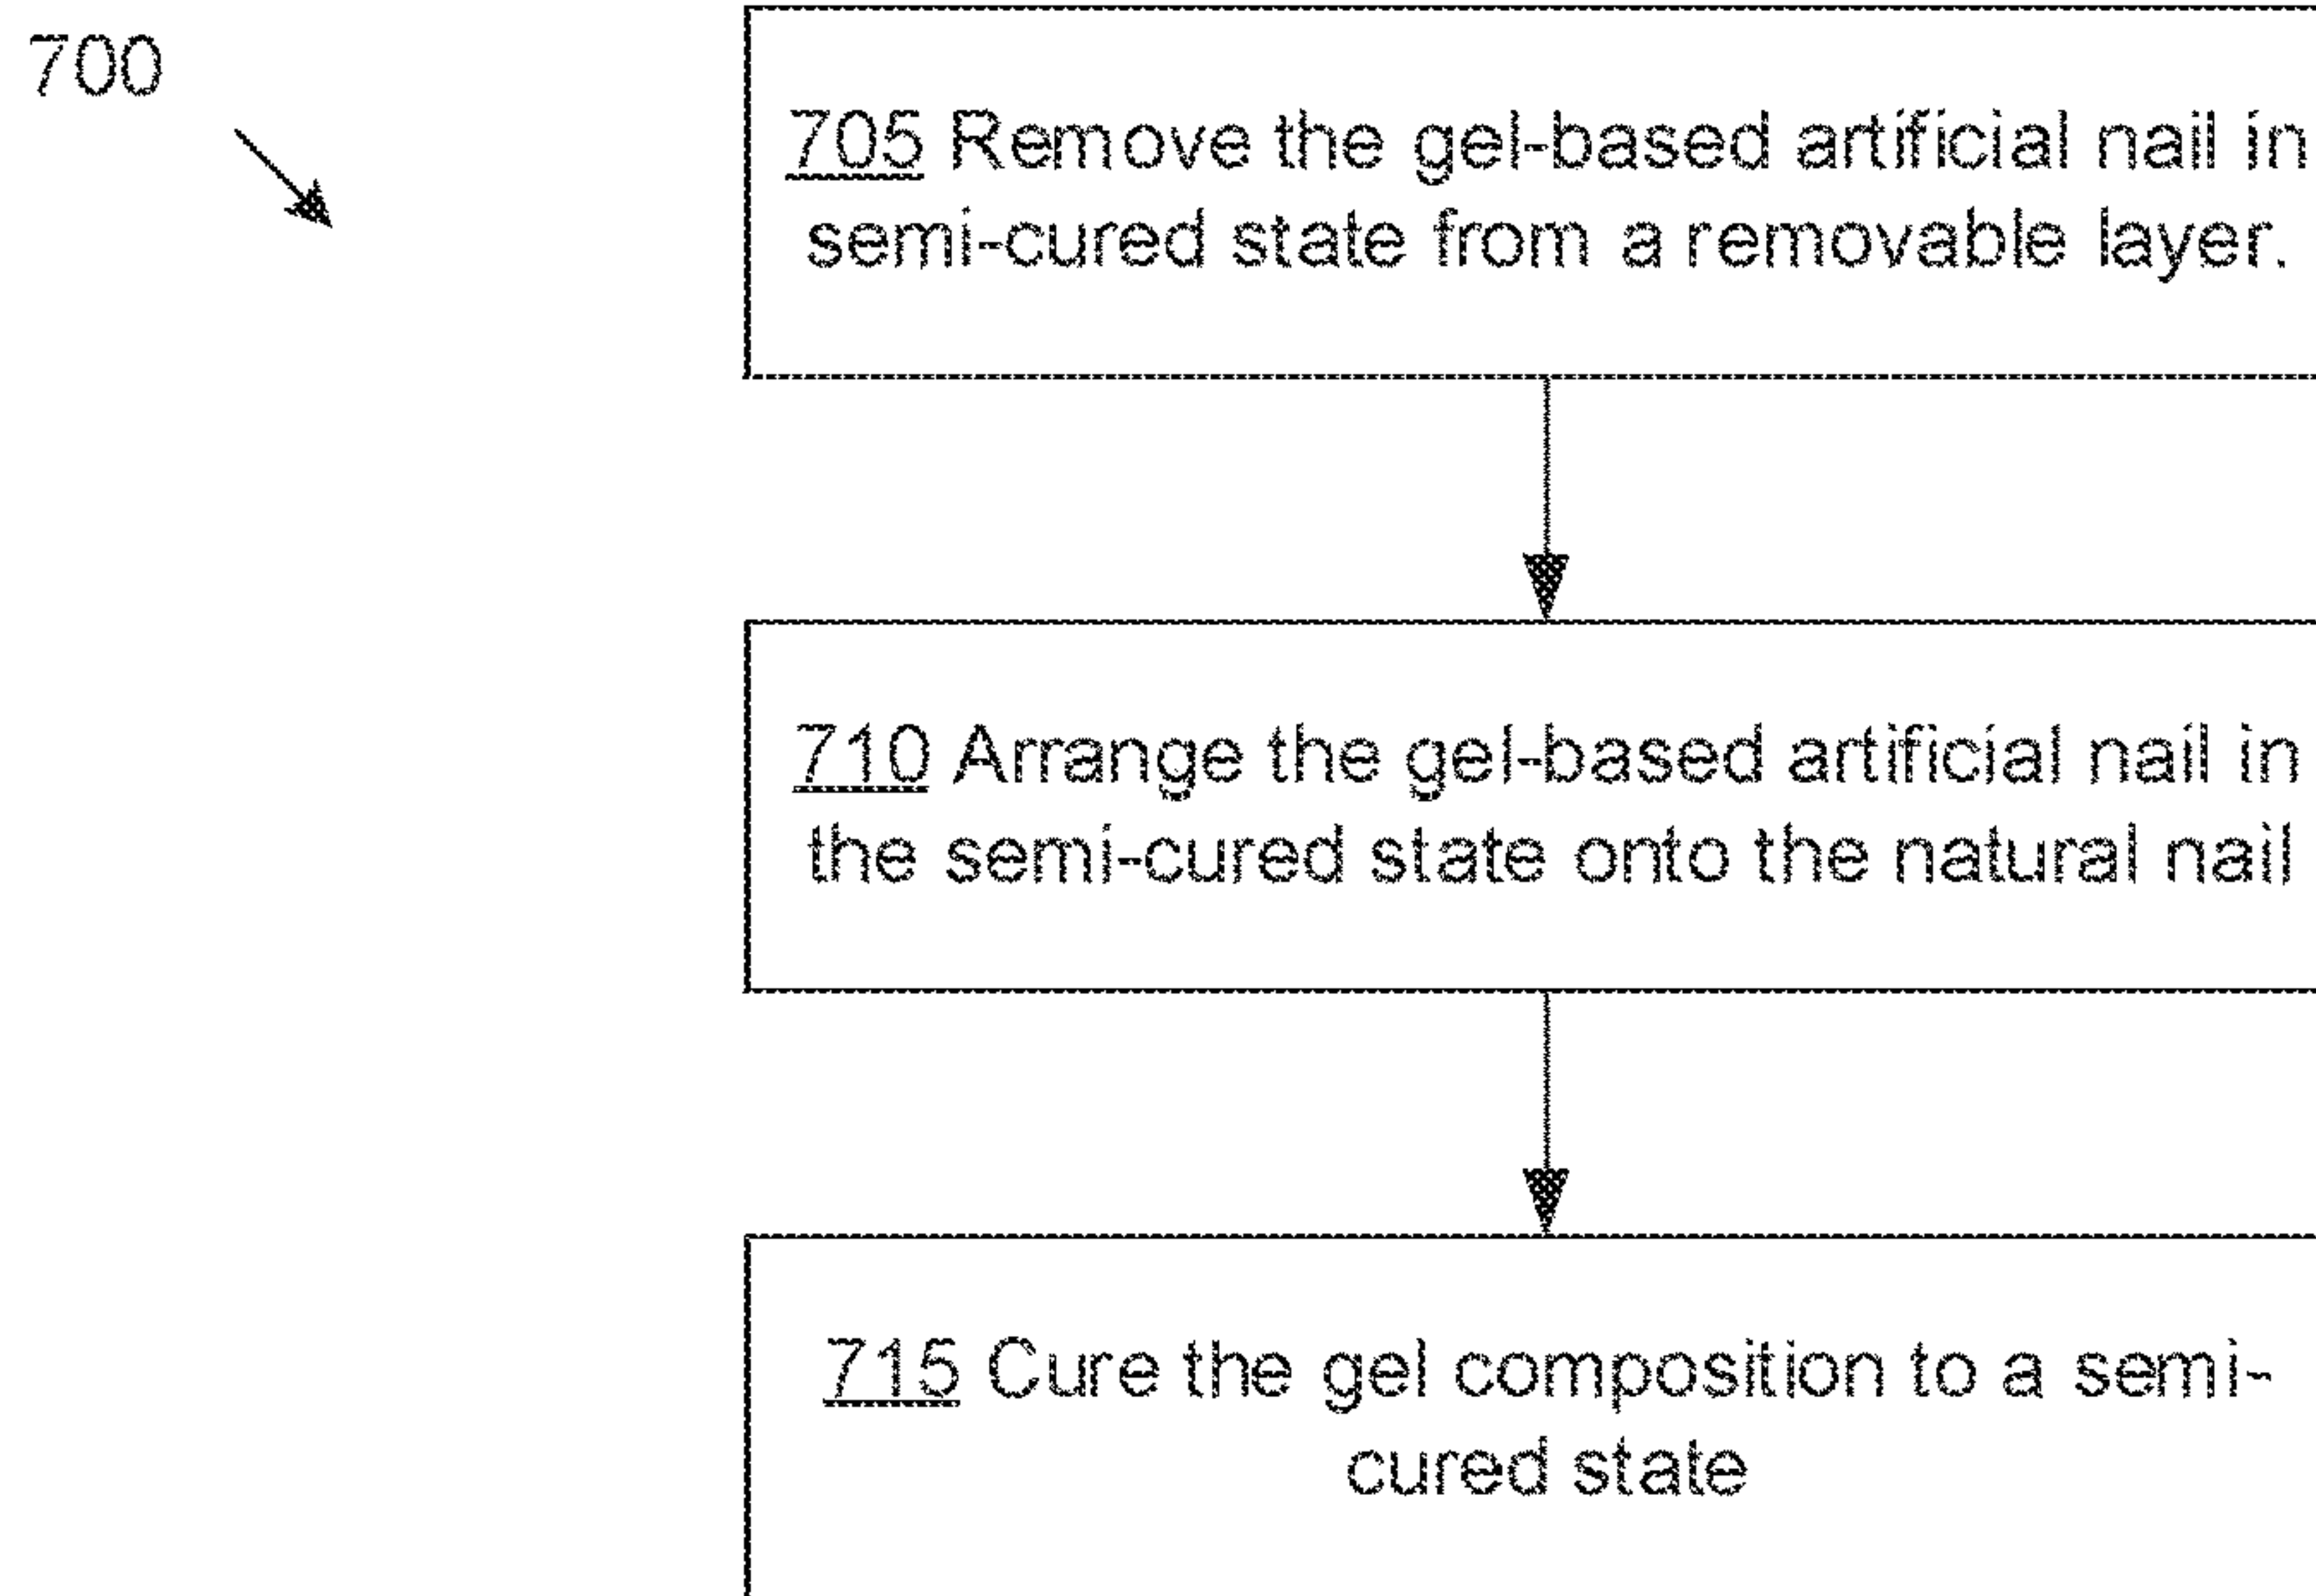 700
705 Remove the gel-based artificial nail in
semi-cured state from a removable layer.
710 Arrange the gel-based artificial nail in
the semi-cured state onto the natural nail
715 Cure the gel composition to a semi-
cured state